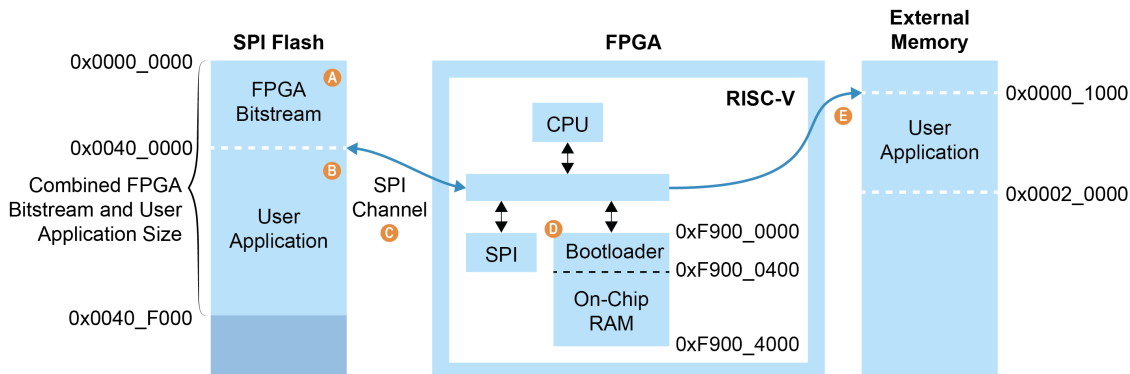 SPI Flash
0x0000_0000
A
FPGA
Bitstream
0x0040_0000
B
Combined FPGA
Bitstream and User
Application Size
User
Application
0x0040_F000
SPI
Channel
C
FPGA
RISC-V
CPU
SPI
D
Bootloader
On-Chip
RAM
0xF900_0000
0xF900_0400
0xF900_4000
External
Memory
E
0x0000_1000
User
Application
0x0002_0000